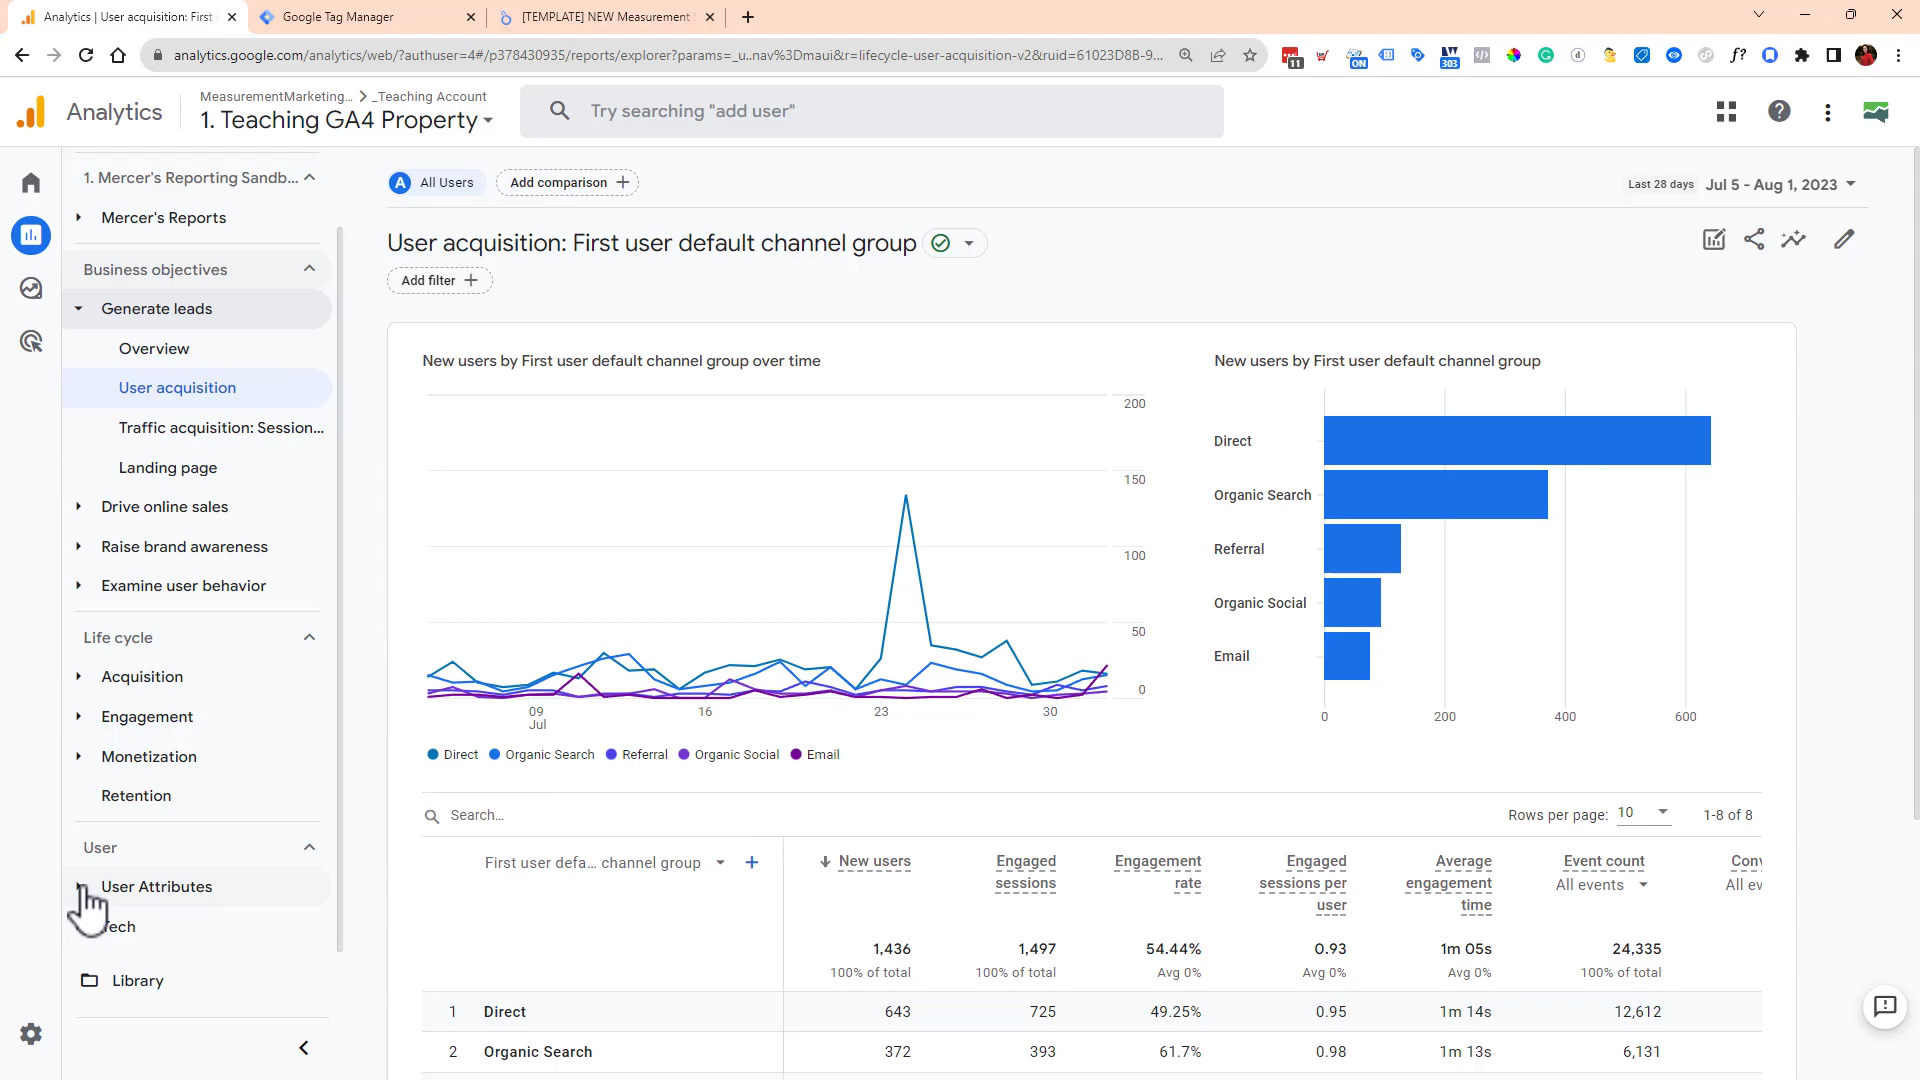 Analytics | User acquisition: First
Google Tag Manager
[TEMPLATE] NEW Measurement
analytics.google.com/analytics/web/?authuser=4#/p378430935/reports/explorer?params=_u..nav%3Dmaui&r=lifecycle-user-acquisition-v2&ruid=61023D8B-9...
11
ON
303
f?
Analytics
MeasurementMarketing... > _Teaching Account
1. Teaching GA4 Property
Try searching "add user"
1. Mercer's Reporting Sandb...
Mercer's Reports
Business objectives
Generate leads
Overview
User acquisition
Traffic acquisition: Session...
Landing page
Drive online sales
Raise brand awareness
Examine user behavior
Life cycle
Acquisition
Engagement
Monetization
Retention
User
User Attributes
Tech
Library
A All Users
Add comparison +
Last 28 days Jul 5 - Aug 1, 2023
User acquisition: First user default channel group
Add filter +
New users by First user default channel group over time
200
150
100
50
0
09
Jul
16
23
30
Direct
Organic Search
Referral
Organic Social
Email
New users by First user default channel group
Direct
Organic Search
Referral
Organic Social
Email
0
200
400
600
Search...
Rows per page: 10
1-8 of 8
First user defa... channel group
New users
Engaged
sessions
Engagement
rate
Engaged
sessions per
user
Average
engagement
time
Event count
All events
Conv
All ev
1,436
1,497
54.44%
0.93
1m 05s
24,335
100% of total
100% of total
Avg 0%
Avg 0%
Avg 0%
100% of total
1 Direct 643 725 49.25% 0.95 1m 14s 12,612
2 Organic Search 372 393 61.7% 0.98 1m 13s 6,131